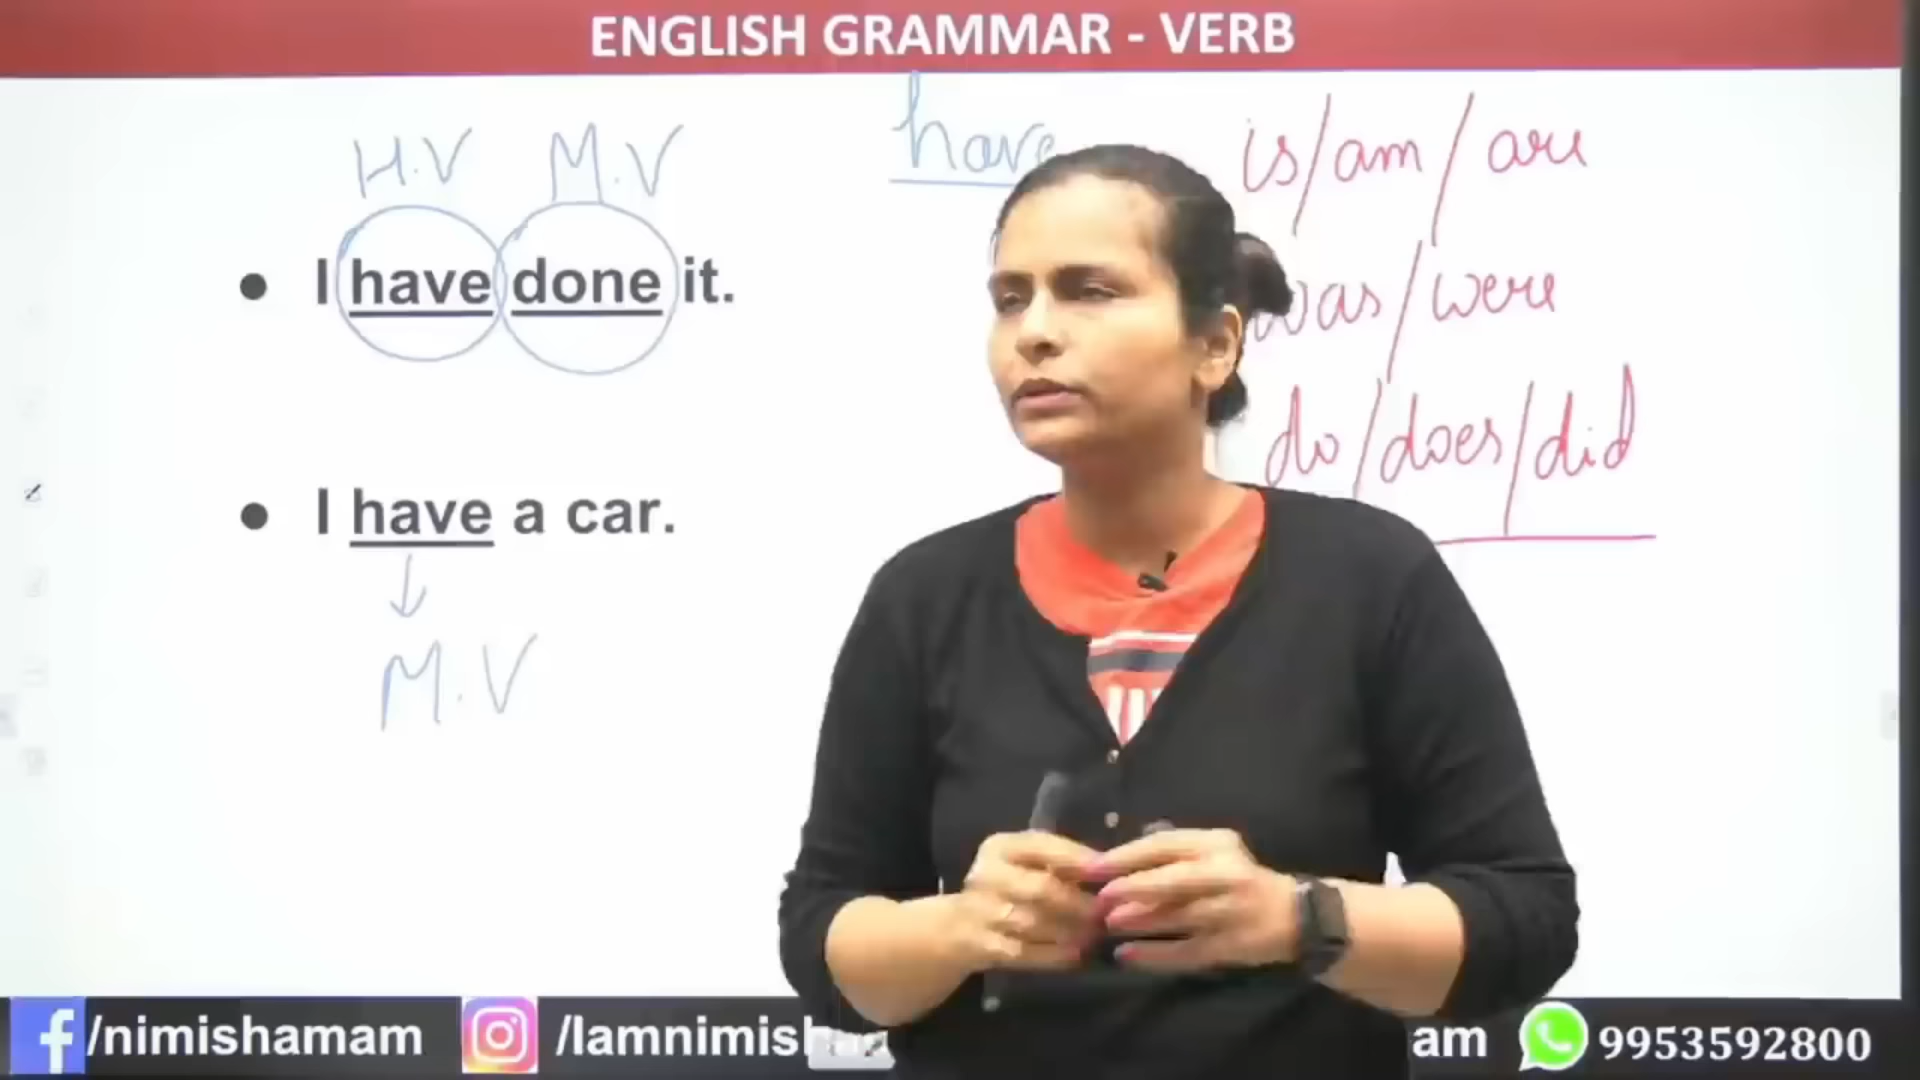 ENGLISH GRAMMAR - VERB
H.V M.V
I have done it.
I have a car.
M.V
have
is/am/are
was/were
do/does/did
/nimishamam
/Iamnimisha
am
9953592800